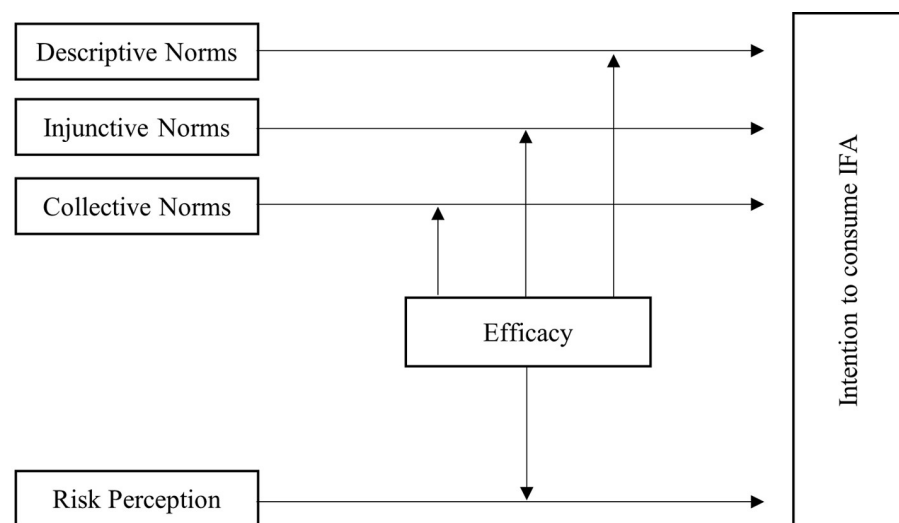 Descriptive Norms
Injunctive Norms
Collective Norms
Efficacy
Risk Perception
Intention to consume IFA